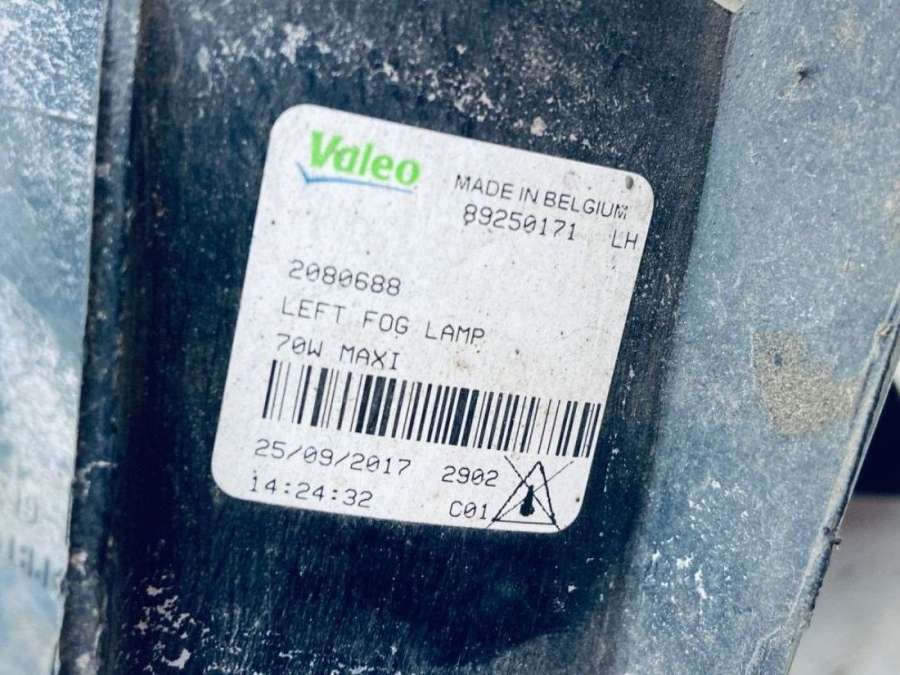 Valeo
MADE IN BELGIUM
89250171 LH
2080688
LEFT FOG LAMP
70W MAXI
25/09/2017 2902
14:24:32 C01